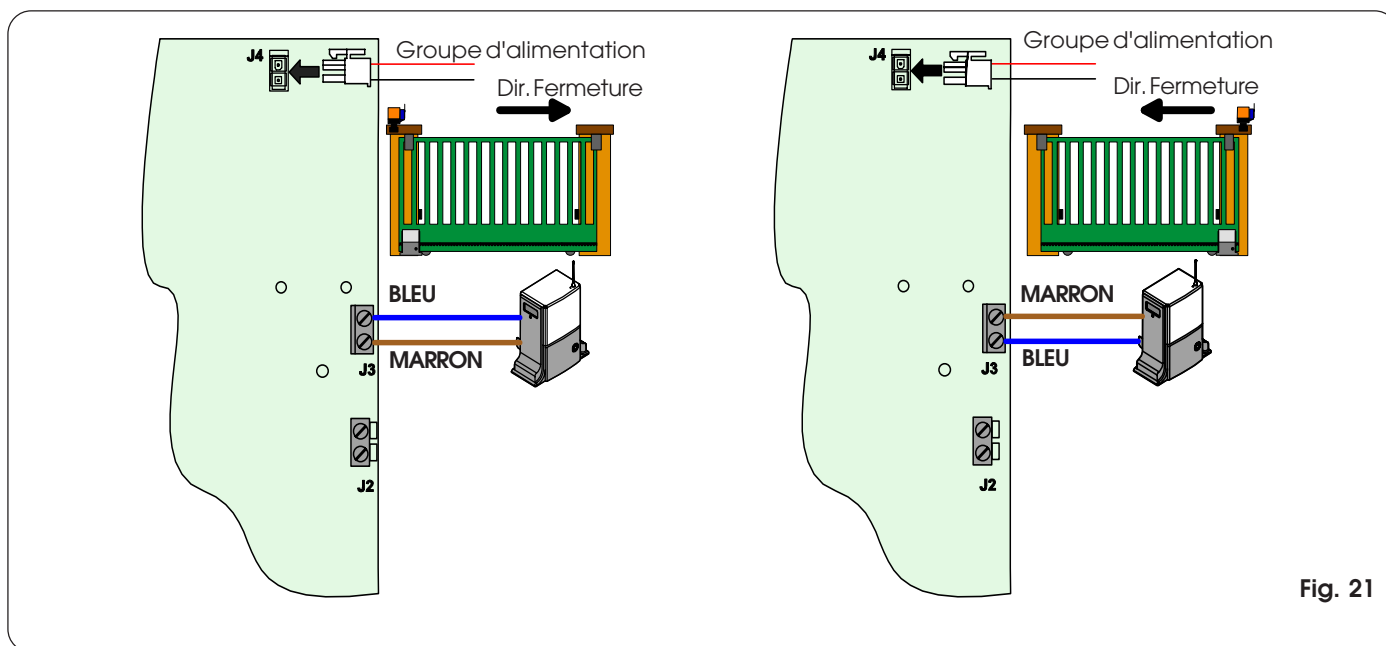 J4
Groupe d'alimentation
Dir. Fermeture
BLEU
MARRON
J3
J2
J4
Groupe d'alimentation
Dir. Fermeture
MARRON
BLEU
J3
J2
Fig. 21